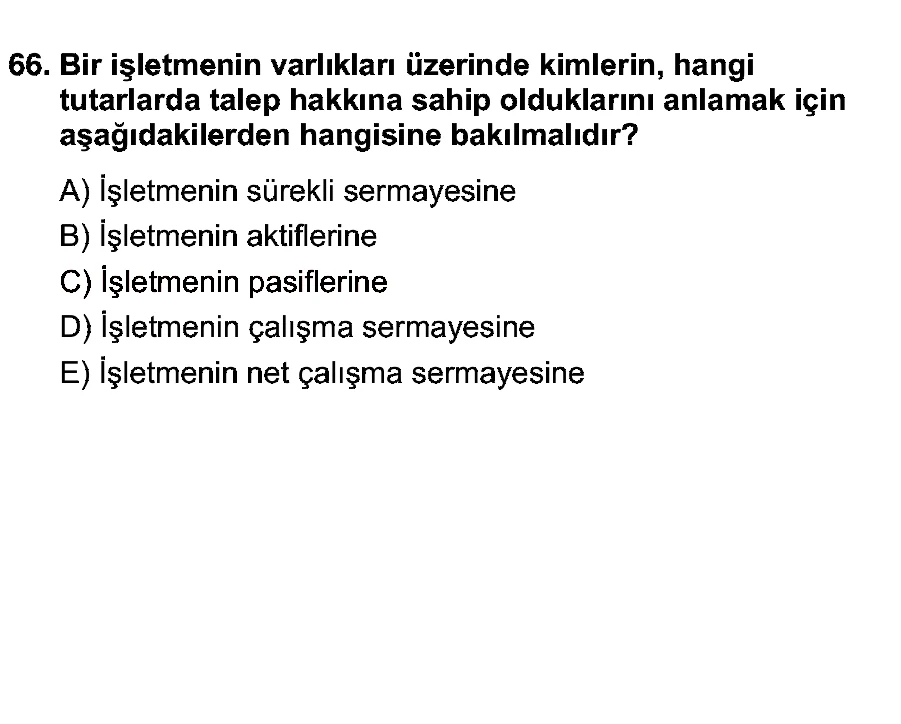 66. Bir işletmenin varlıkları üzerinde kimlerin, hangi
tutarlarda talep hakkına sahip olduklarını anlamak için
aşağıdakilerden hangisine bakılmalıdır?
A) İşletmenin sürekli sermayesine
B) İşletmenin aktiflerine
C) İşletmenin pasiflerine
D) İşletmenin çalışma sermayesine
E) İşletmenin net çalışma sermayesine